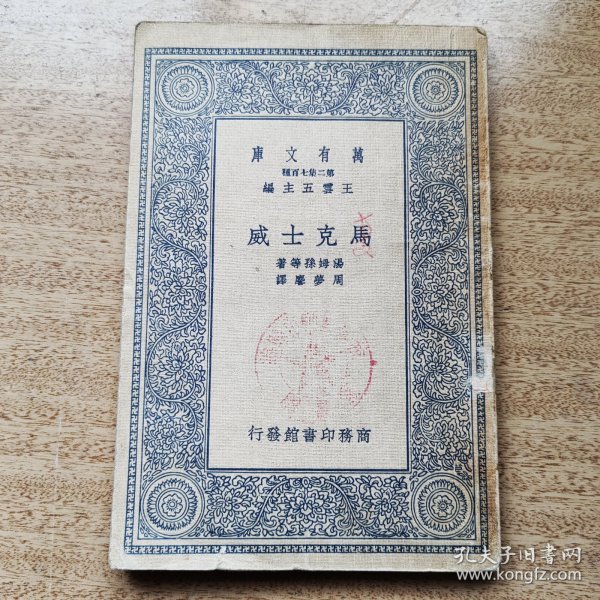 萬有文庫
第二集七百種
王雲五主編
馬克士威
湯姆孫等著
周夢麐譯
商務印書館發行
孔夫子旧书网
www.kongfz.com